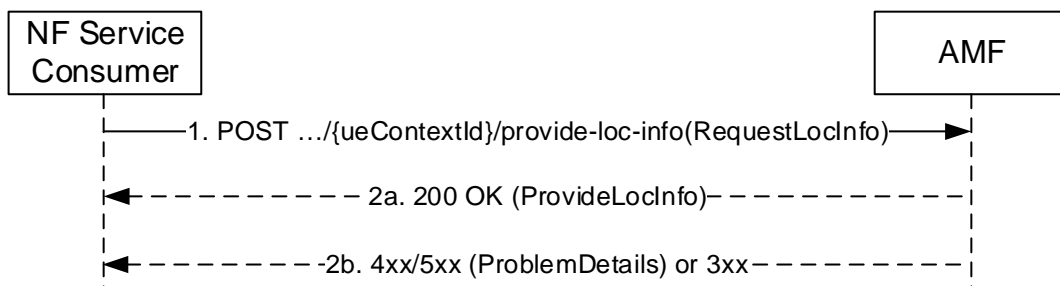 NF Service
Consumer
AMF
1. POST …/{ueContextId}/provide-loc-info(RequestLocInfo)
2a. 200 OK (ProvideLocInfo)
2b. 4xx/5xx (ProblemDetails) or 3xx